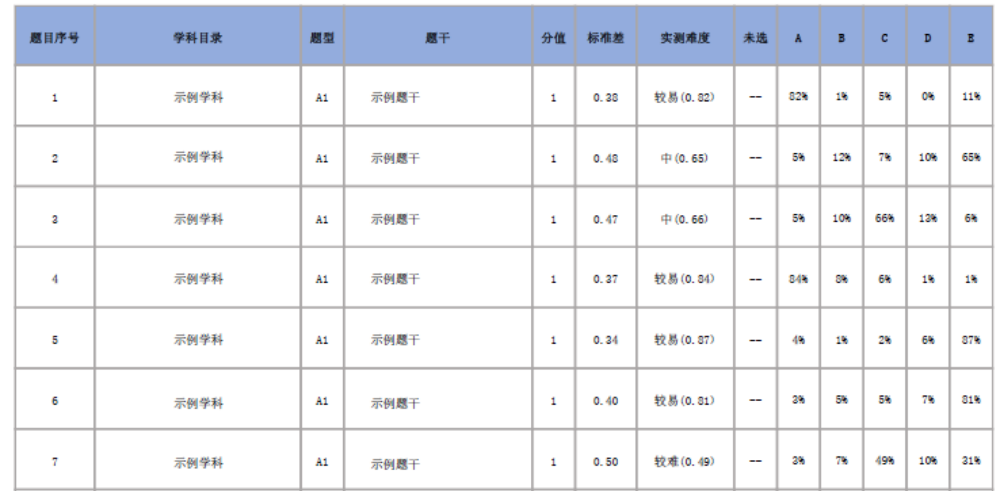 题目序号 学科目录 题型 题干 分值 标准差 实测难度 未选 A B C D E
1 示例学科 A1 示例题干 1 0.38 较易(0.82) -- 82% 1% 5% 0% 11%
2 示例学科 A1 示例题干 1 0.48 中(0.65) -- 5% 12% 7% 10% 65%
3 示例学科 A1 示例题干 1 0.47 中(0.66) -- 5% 10% 66% 13% 6%
4 示例学科 A1 示例题干 1 0.37 较易(0.84) -- 84% 8% 6% 1% 1%
5 示例学科 A1 示例题干 1 0.34 较易(0.87) -- 4% 1% 2% 6% 87%
6 示例学科 A1 示例题干 1 0.40 较易(0.81) -- 3% 5% 5% 7% 81%
7 示例学科 A1 示例题干 1 0.50 较难(0.49) -- 3% 7% 49% 10% 31%